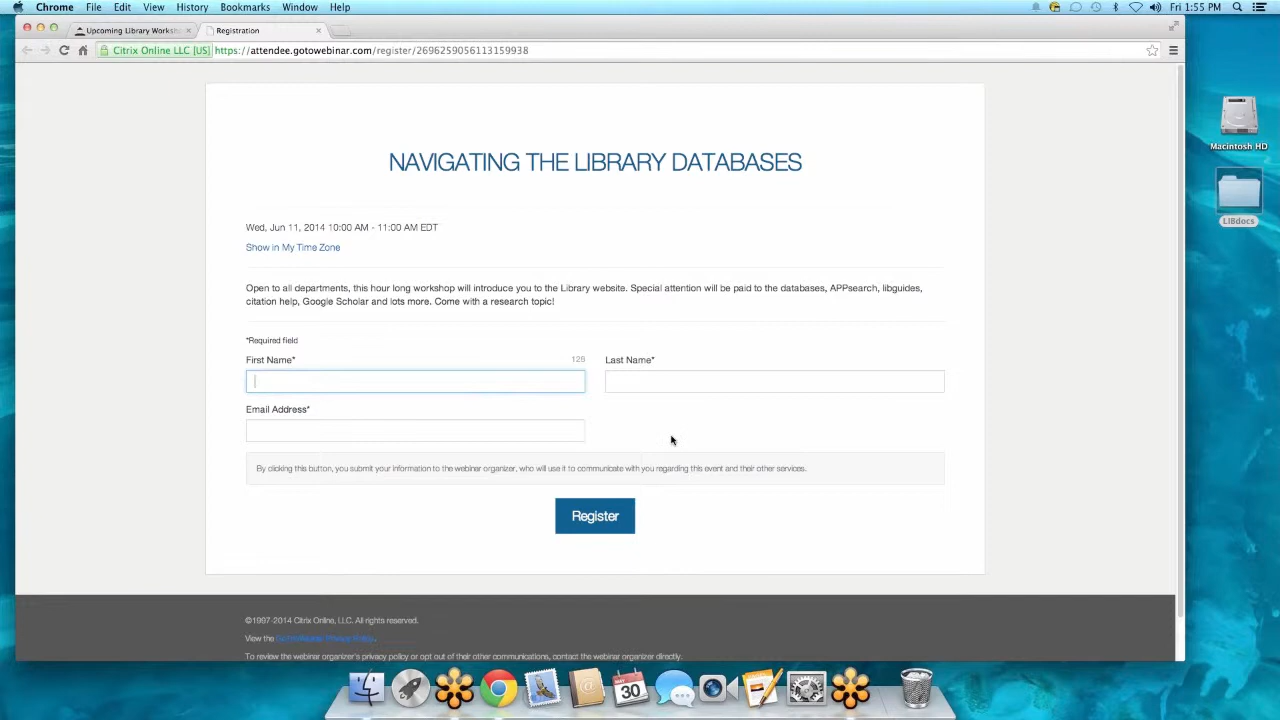 Chrome File Edit View History Bookmarks Window Help
Fri 1:55 PM
Upcoming Library Worksh
Registration
Citrix Online LLC [US] https://attendee.gotowebinar.com/register/2696259056113159938
Macintosh HD
LIBdocs
NAVIGATING THE LIBRARY DATABASES
Wed, Jun 11, 2014 10:00 AM - 11:00 AM EDT
Show in My Time Zone
Open to all departments, this hour long workshop will introduce you to the Library website. Special attention will be paid to the databases, APPsearch, libguides,
citation help, Google Scholar and lots more. Come with a research topic!
*Required field
First Name* 128 Last Name*
Email Address*
By clicking this button, you submit your information to the webinar organizer, who will use it to communicate with you regarding this event and their other services.
Register
©1997-2014 Citrix Online, LLC. All rights reserved.
View the
To review the webinar organizer's privacy policy or opt out of their other communications, contact the webinar organizer directly.
MAY
30